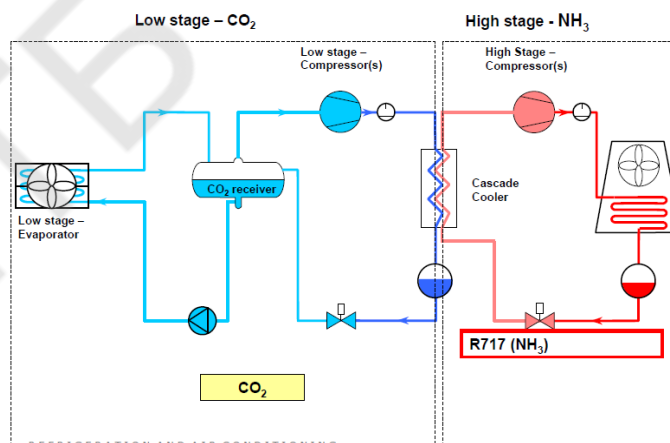 Low stage – CO₂
High stage - NH₃
Low stage –
Compressor(s)
High Stage –
Compressor(s)
CO₂ receiver
Cascade
Cooler
Low stage –
Evaporator
R717 (NH₃)
CO₂